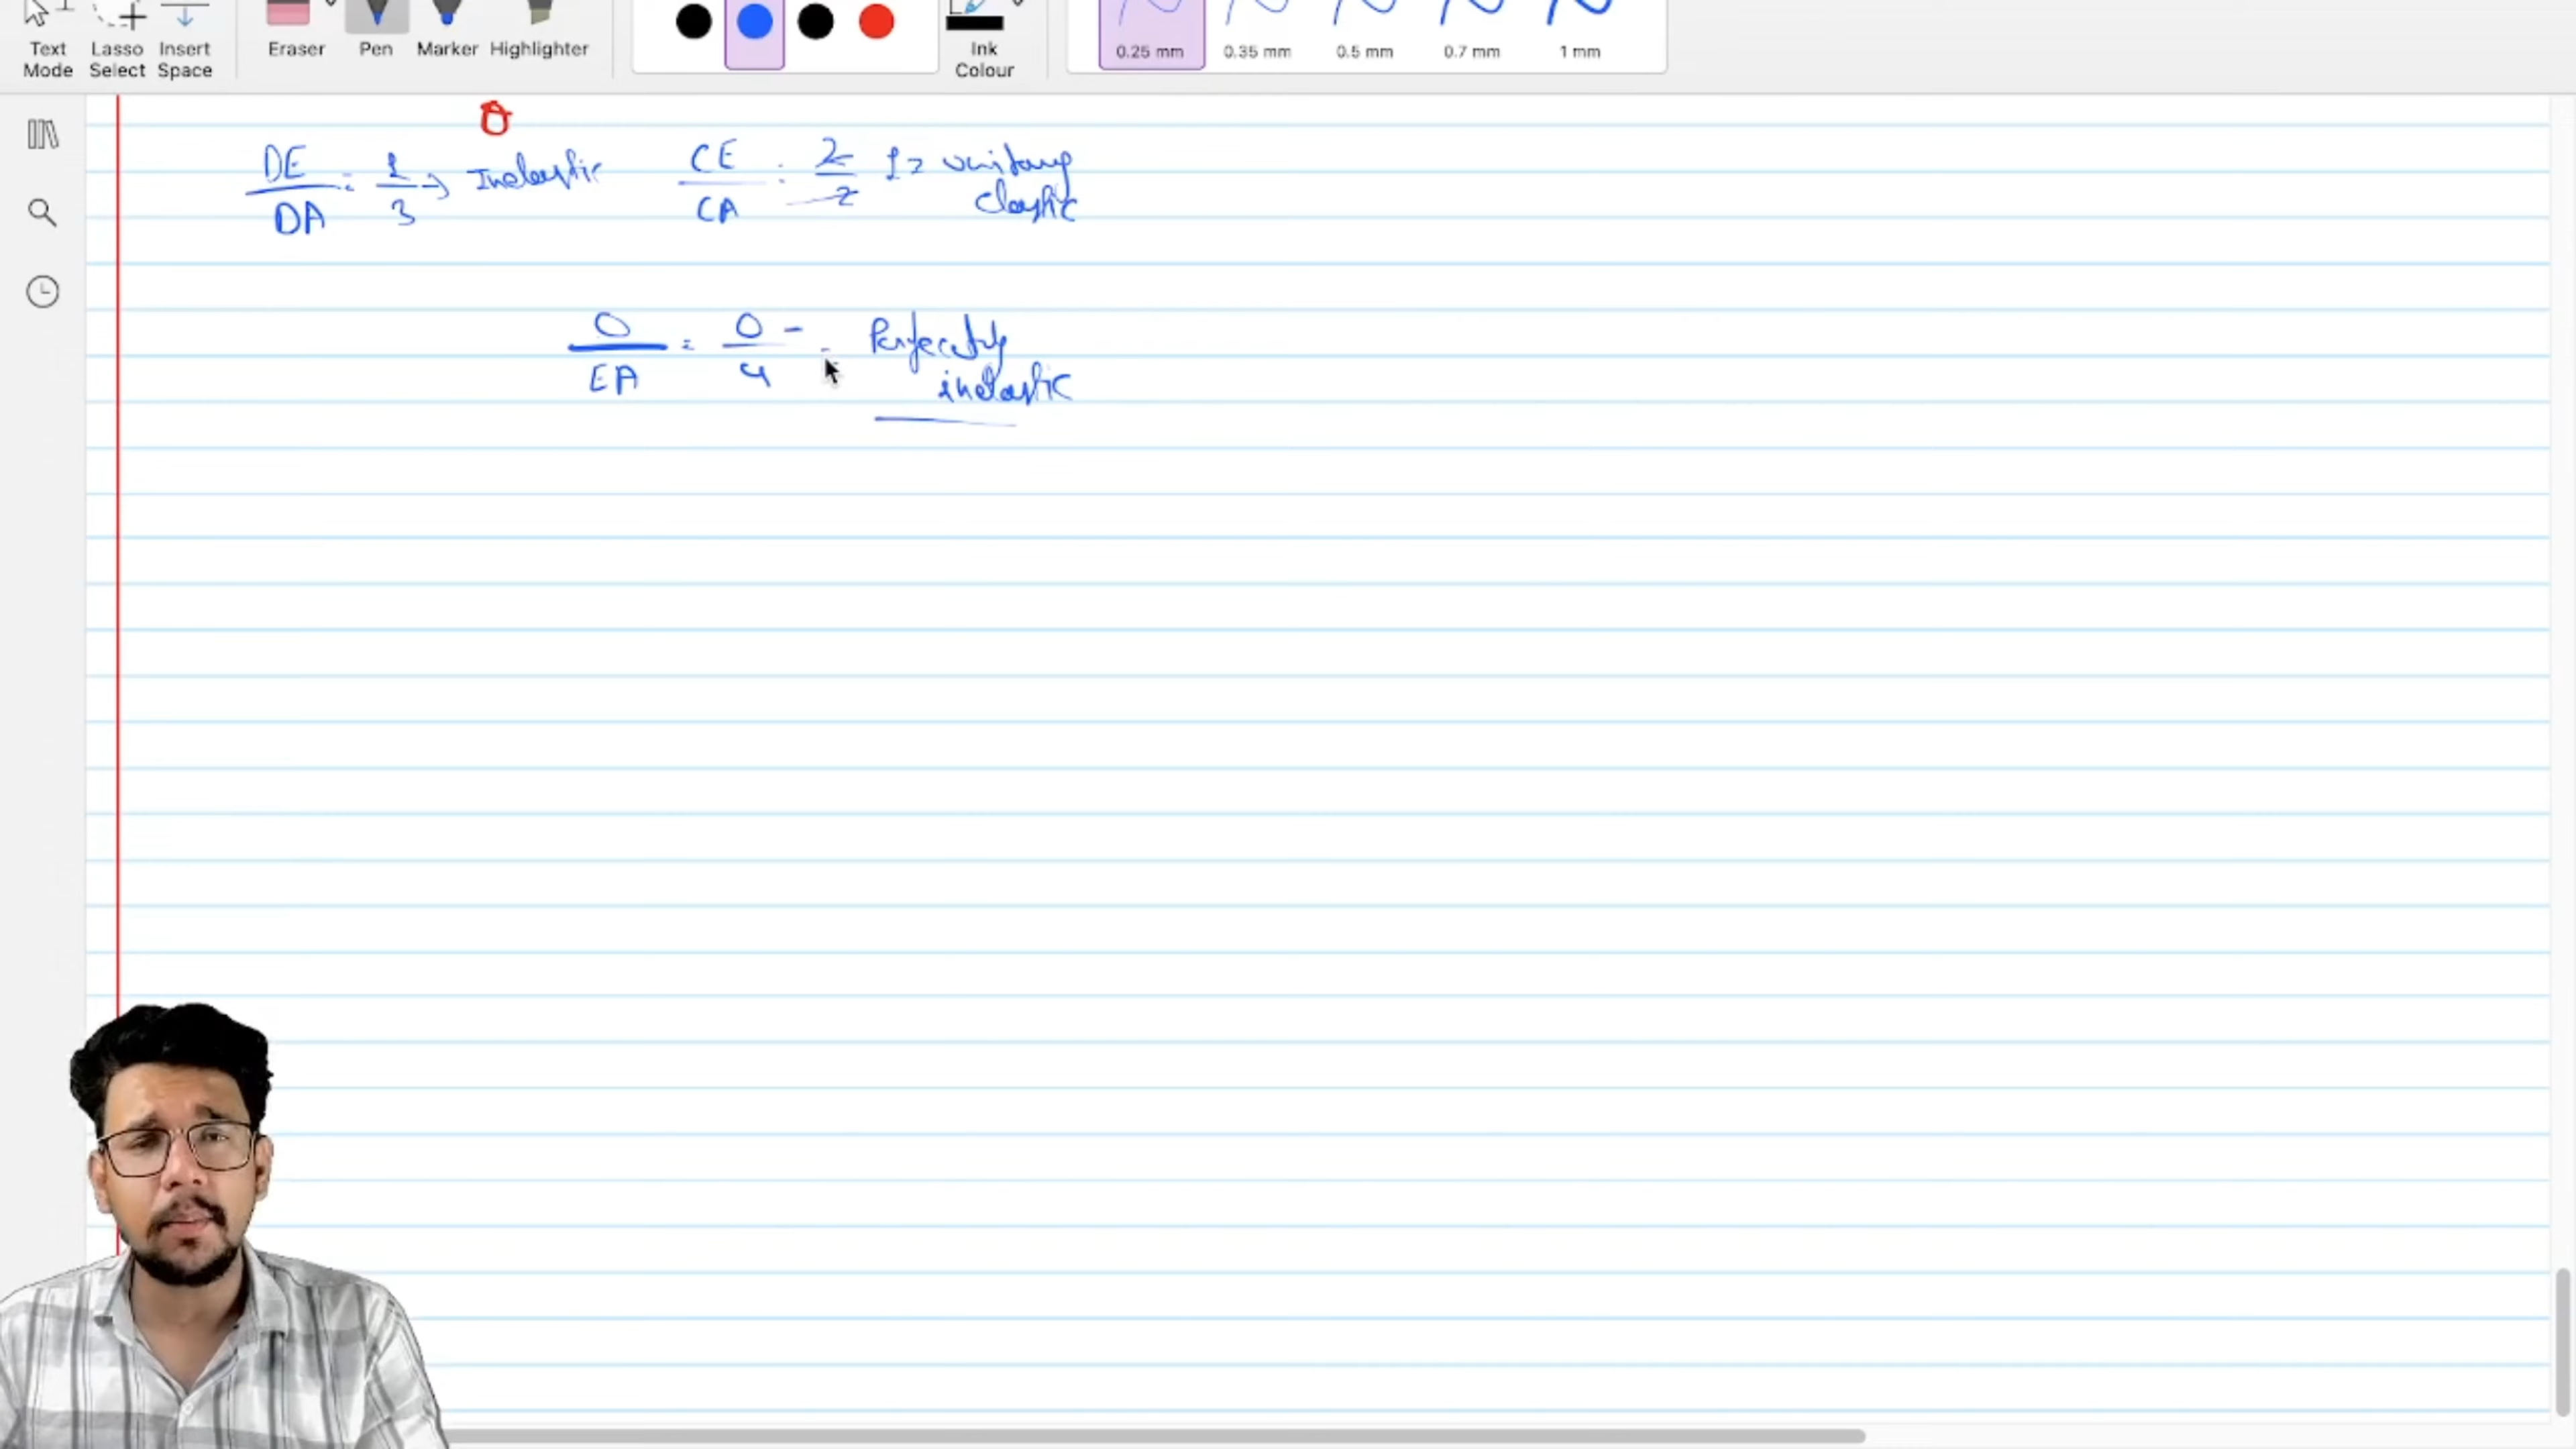 Text Mode
Lasso Select
Insert Space
Eraser
Pen
Marker
Highlighter
Ink Colour
0.25 mm
0.35 mm
0.5 mm
0.7 mm
1 mm
DE/DA = 1/3 → Inelastic
CE/CA = 2/2 1 = unitary
elastic
O/EA = 0/4 = Perfectly
inelastic